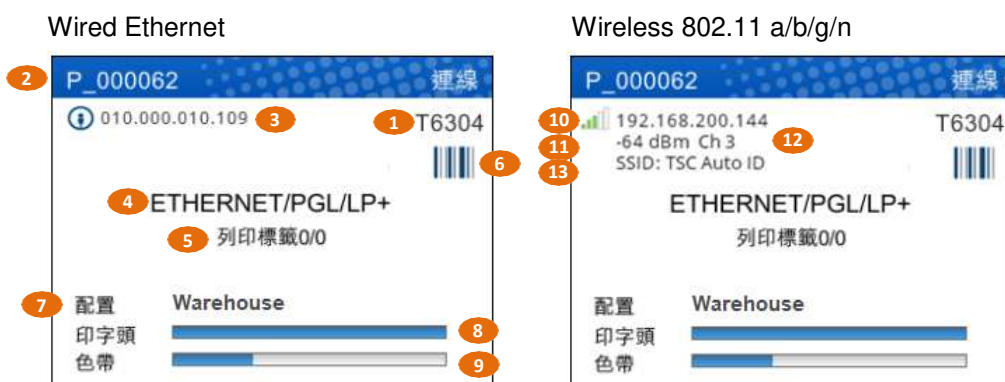 Wired Ethernet
2 P_000062 連線
010.000.010.109 3 1 T6304
6
4 ETHERNET/PGL/LP+
5 列印標籤0/0
7 配置 Warehouse
印字頭 8
色帶 9
Wireless 802.11 a/b/g/n
P_000062 連線
10 192.168.200.144 T6304
11 -64 dBm Ch 3 12
13 SSID: TSC Auto ID
ETHERNET/PGL/LP+
列印標籤0/0
配置 Warehouse
印字頭
色帶